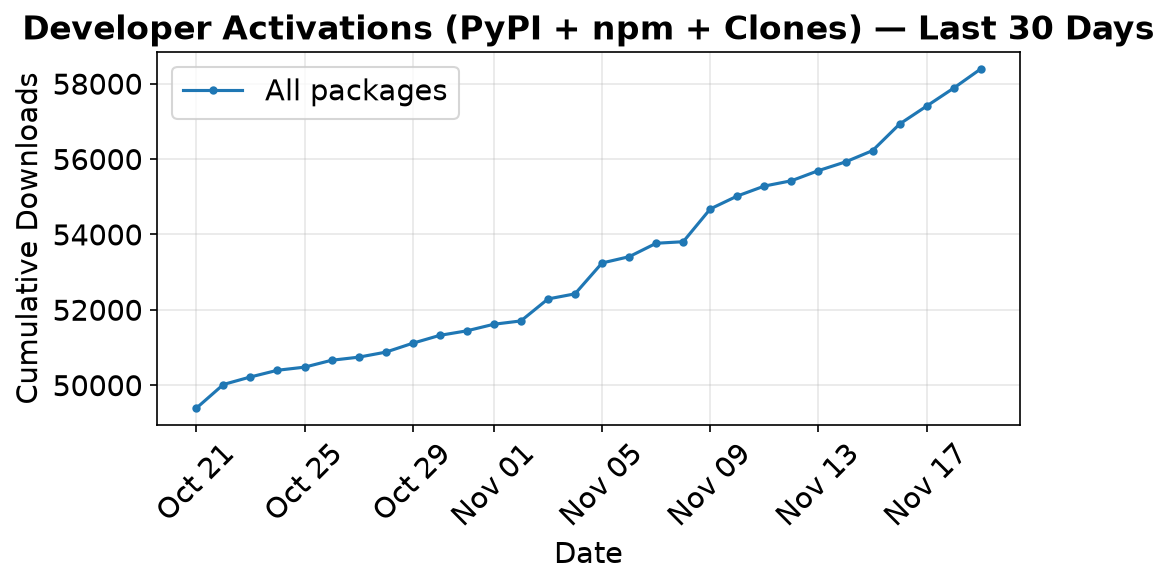 Developer Activations (PyPI + npm + Clones) — Last 30 Days
All packages
Cumulative Downloads
58000
56000
54000
52000
50000
Oct 21
Oct 25
Oct 29
Nov 01
Nov 05
Nov 09
Nov 13
Nov 17
Date